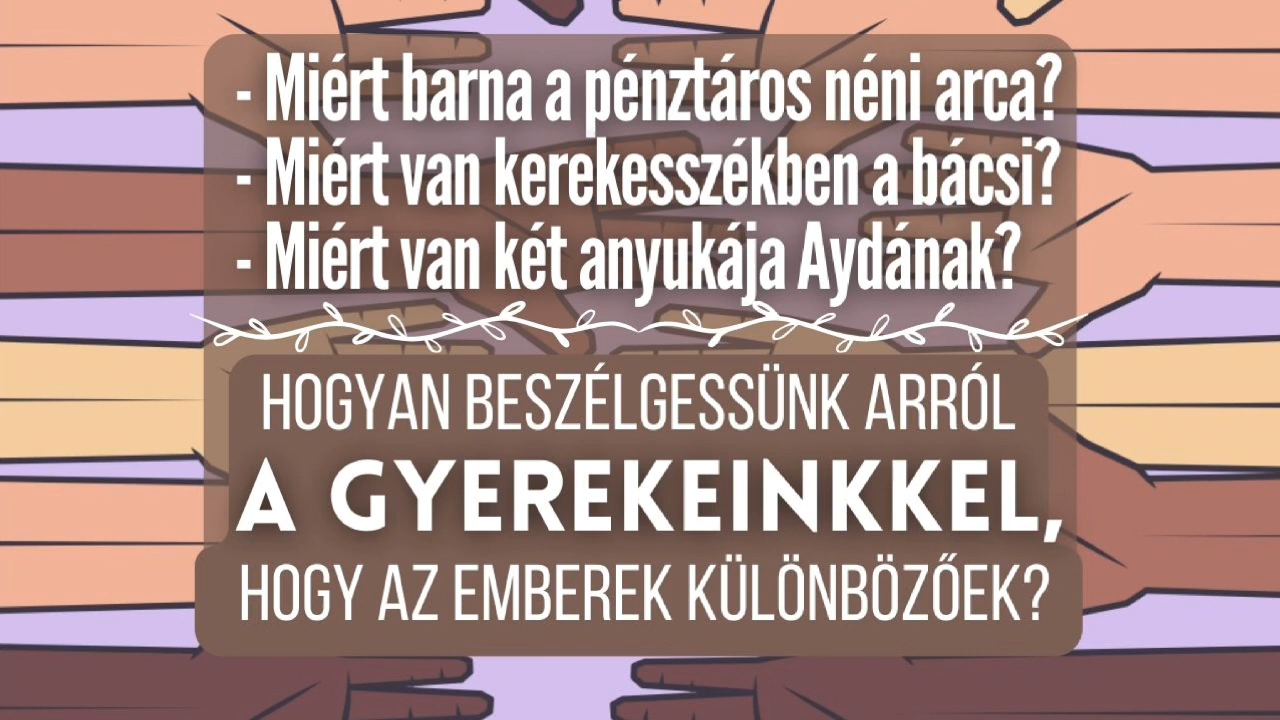 - Miért barna a pénztáros néni arca?
- Miért van kerekesszékben a bácsi?
- Miért van két anyukája Aydának?
HOGYAN BESZÉLGESSÜNK ARRÓL
A GYEREKEINKKEL,
HOGY AZ EMBEREK KÜLÖNBÖZŐEK?